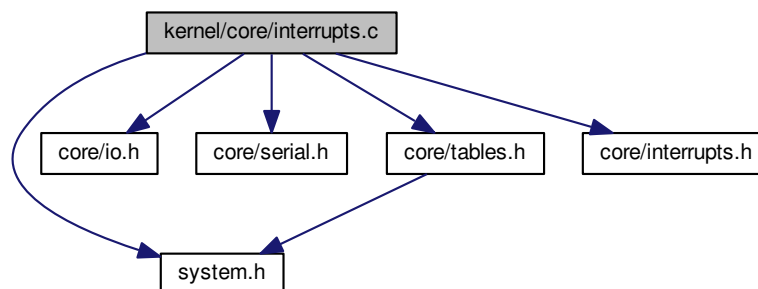 kernel/core/interrupts.c
core/io.h
core/serial.h
core/tables.h
core/interrupts.h
system.h